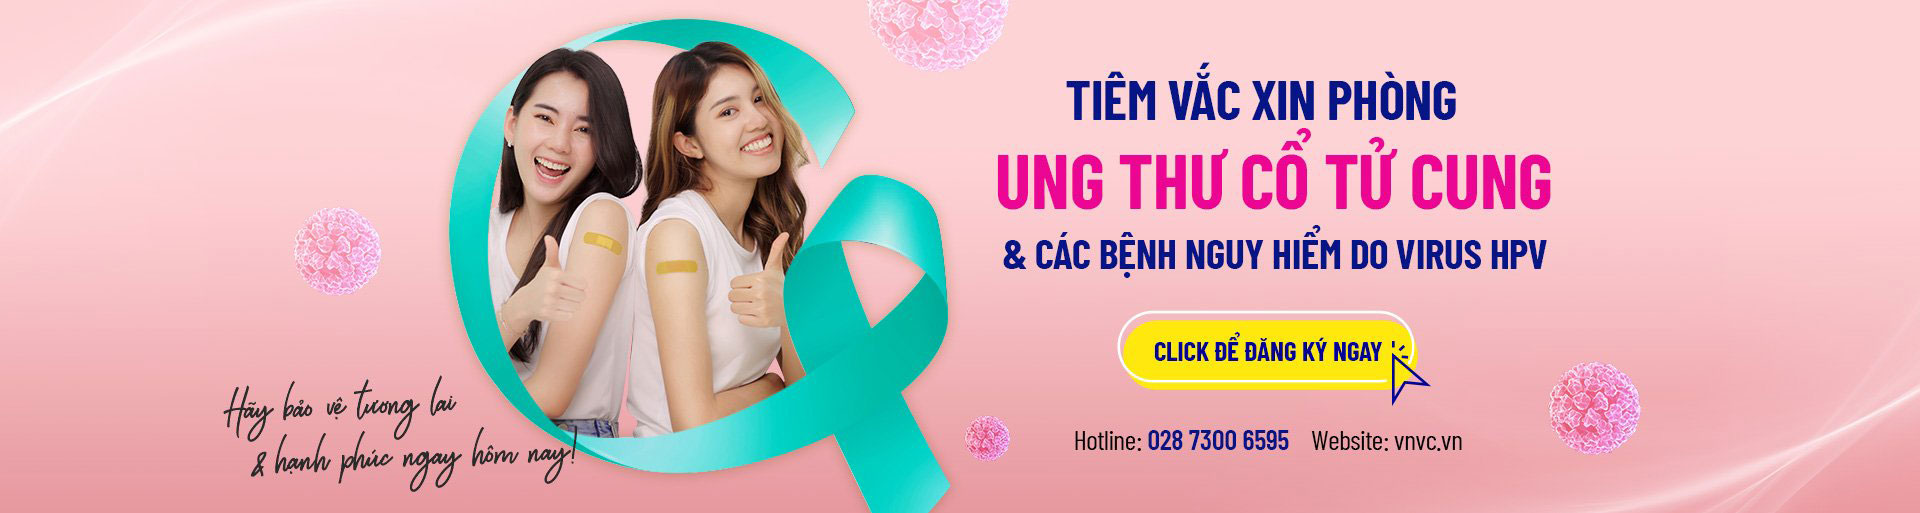 TIÊM VẮC XIN PHÒNG
UNG THƯ CỔ TỬ CUNG
& CÁC BỆNH NGUY HIỂM DO VIRUS HPV
CLICK ĐỂ ĐĂNG KÝ NGAY
Hotline: 028 7300 6595 Website: vnvc.vn
Hãy bảo vệ tương lai
& hạnh phúc ngay hôm nay!